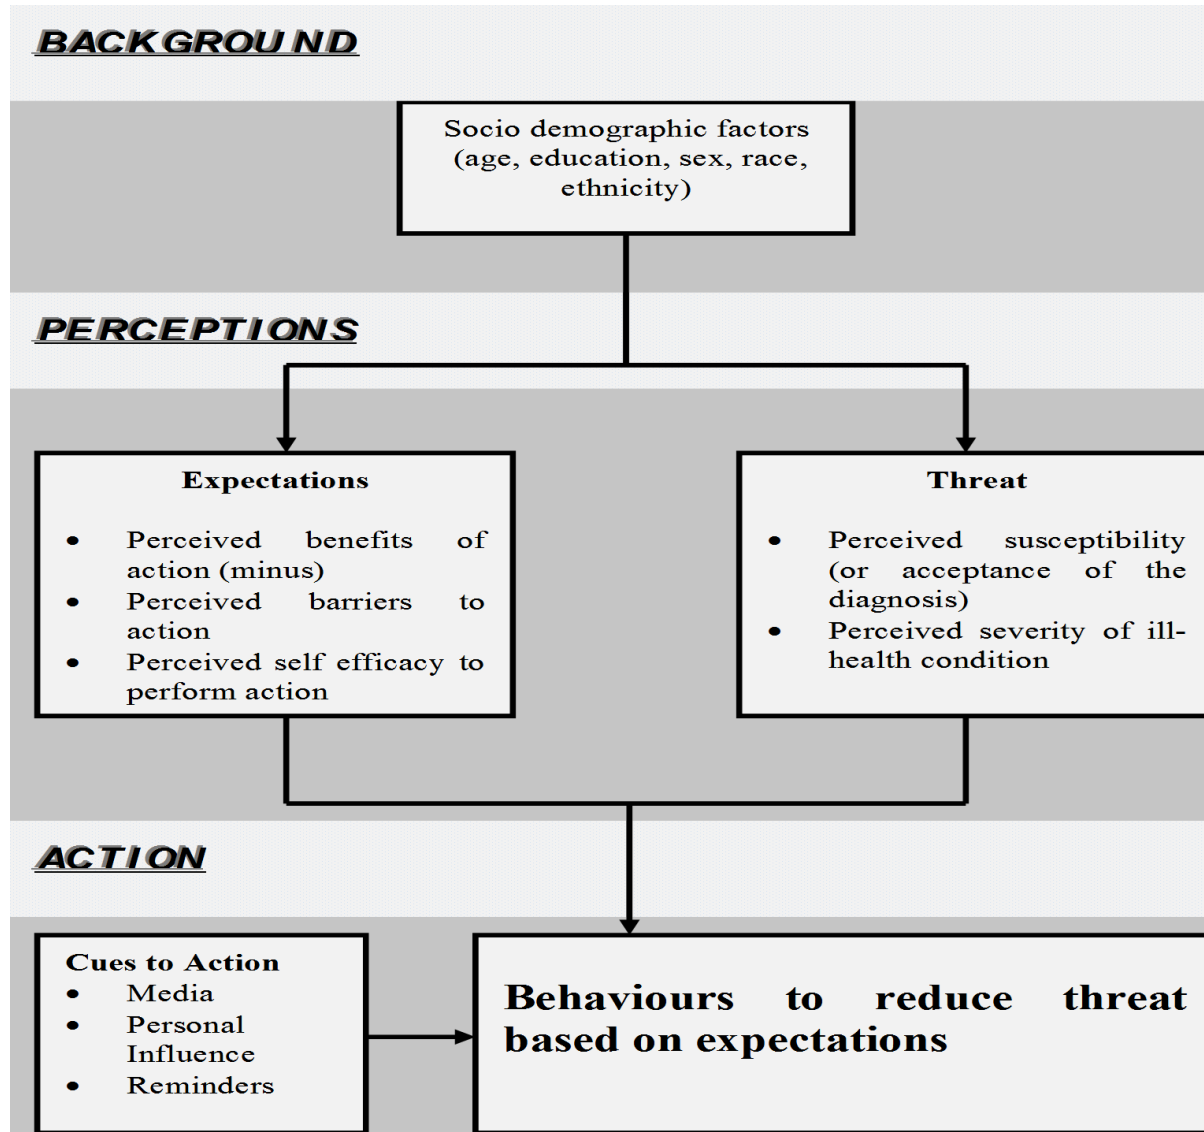 BACKGROUND
Socio demographic factors
(age, education, sex, race,
ethnicity)
PERCEPTIONS
Expectations
• Perceived benefits of
action (minus)
• Perceived barriers to
action
• Perceived self efficacy to
perform action
Threat
• Perceived susceptibility
(or acceptance of the
diagnosis)
• Perceived severity of ill-
health condition
ACTION
Cues to Action
• Media
• Personal
Influence
• Reminders
Behaviours to reduce threat
based on expectations